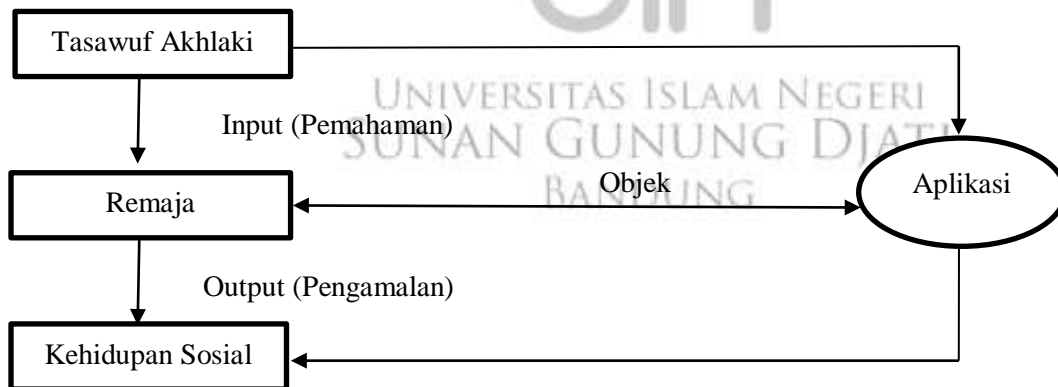 Tasawuf Akhlaki
UNIVERSITAS ISLAM NEGERI
Input (Pemahaman)
SUNAN GUNUNG DJATI
Remaja
Objek
Aplikasi
BANDUNG
Output (Pengamalan)
Kehidupan Sosial